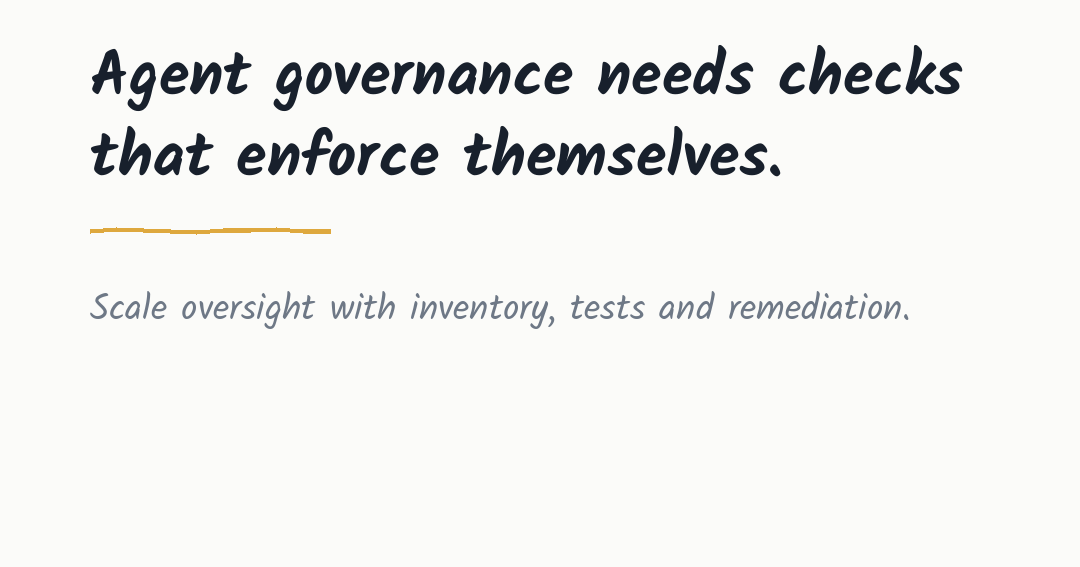 Agent governance needs checks
that enforce themselves.
Scale oversight with inventory, tests and remediation.